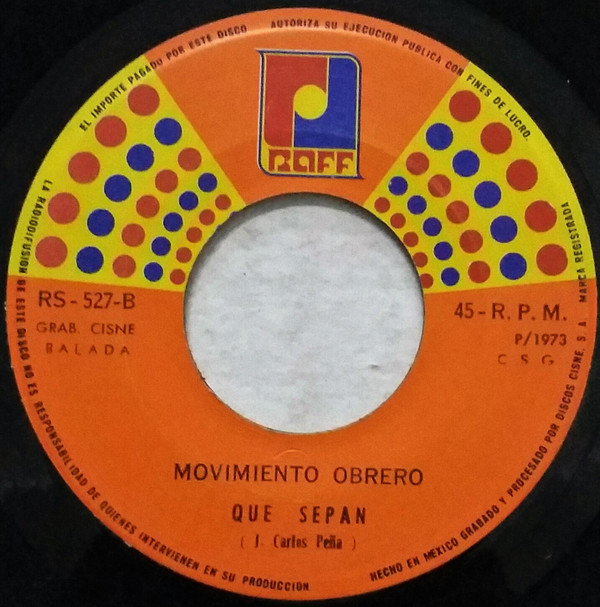 EL IMPORTE PAGADO POR ESTE DISCO AUTORIZA SU EJECUCION PUBLICA CON FINES DE LUCRO.
RAFF
RS-527-B
GRAB. CISNE
BALADA
45-R. P. M.
P/1973
C S G
MOVIMIENTO OBRERO
QUE SEPAN
( J. Carlos Peña )
LA RADIODIFUSION DE ESTE DISCO NO ES RESPONSABILIDAD DE QUIENES INTERVIENEN EN SU PRODUCCION
HECHO EN MEXICO GRABADO Y PROCESADO POR DISCOS CISNE, S. A. MARCA REGISTRADA